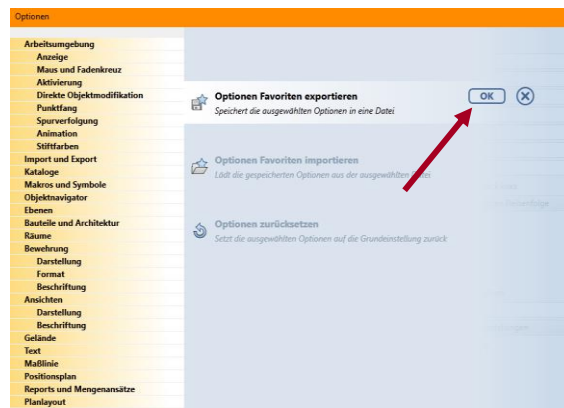 Optionen
Arbeitsumgebung
Anzeige
Maus und Fadenkreuz
Aktivierung
Direkte Objektmodifikation
Punktfang
Spurverfolgung
Animation
Stiftfarben
Import und Export
Kataloge
Makros und Symbole
Objektnavigator
Ebenen
Bauteile und Architektur
Räume
Bewehrung
Darstellung
Format
Beschriftung
Ansichten
Darstellung
Beschriftung
Gelände
Text
Maßlinie
Positionsplan
Reports und Mengenansätze
Planlayout
Optionen Favoriten exportieren
OK
Speichert die ausgewählten Optionen in eine Datei
Optionen Favoriten importieren
Lädt die gespeicherten Optionen aus der ausgewählten Datei
Optionen zurücksetzen
Setzt die ausgewählten Optionen auf die Grundeinstellung zurück